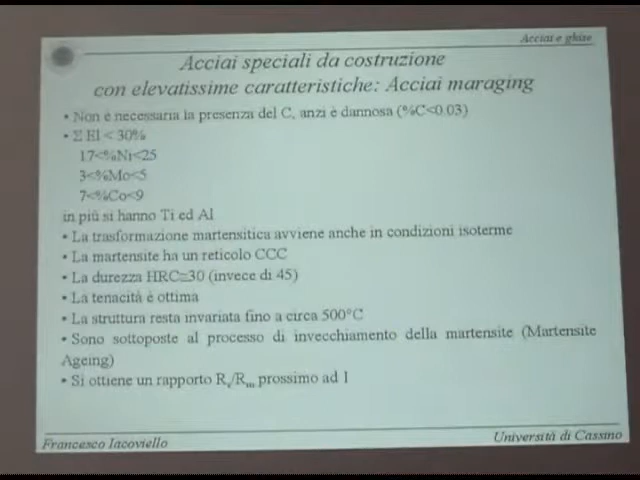 Acciai e ghise
Acciai speciali da costruzione
con elevatissime caratteristiche: Acciai maraging
• Non è necessaria la presenza del C, anzi è dannosa (%C<0.03)
• Σ El < 30%
17<%Ni<25
3<%Mo<5
7<%Co<9
in più si hanno Ti ed Al
• La trasformazione martensitica avviene anche in condizioni isoterme
• La martensite ha un reticolo CCC
• La durezza HRC≅30 (invece di 45)
• La tenacità è ottima
• La struttura resta invariata fino a circa 500°C
• Sono sottoposte al processo di invecchiamento della martensite (Martensite
Ageing)
• Si ottiene un rapporto Rs/Rm prossimo ad 1
Francesco Iacoviello
Università di Cassino